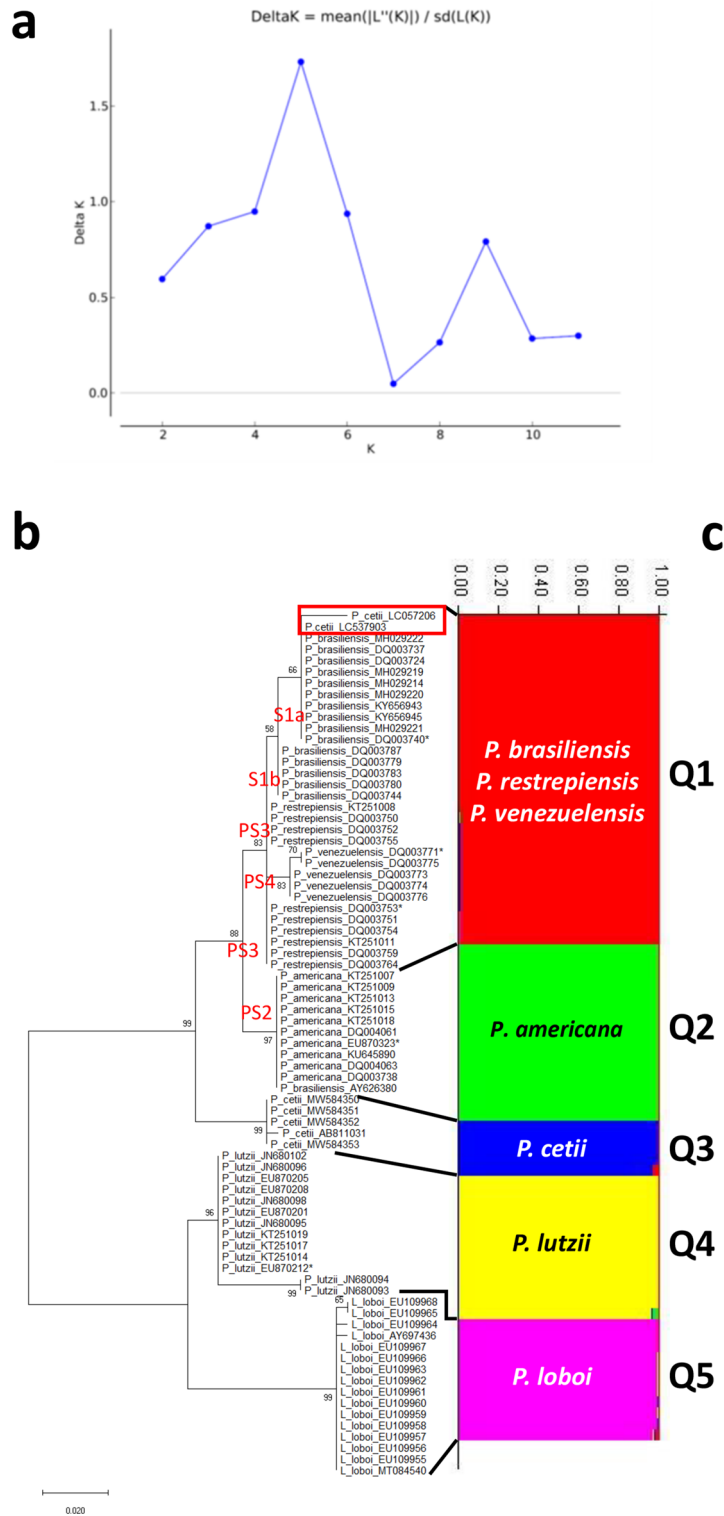 a
DeltaK = mean(|L''(K)|) / sd(L(K))
1.5
1.0
0.5
0.0
Delta K
2
4
6
8
10
K
b
c
0.00
0.20
0.40
0.60
0.80
1.00
P_cetii_LC057206
P.cetii_LC537903
P_brasiliensis_MH029222
P_brasiliensis_DQ003737
P_brasiliensis_DQ003724
P_brasiliensis_MH029219
P_brasiliensis_MH029214
P_brasiliensis_MH029220
P_brasiliensis_KY656943
P_brasiliensis_KY656945
P_brasiliensis_MH029221
P_brasiliensis_DQ003740*
P_brasiliensis_DQ003787
P_brasiliensis_DQ003779
P_brasiliensis_DQ003783
P_brasiliensis_DQ003780
P_brasiliensis_DQ003744
P_restrepiensis_KT251008
P_restrepiensis_DQ003750
P_restrepiensis_DQ003752
P_restrepiensis_DQ003755
P_venezuelensis_DQ003771*
P_venezuelensis_DQ003775
P_venezuelensis_DQ003773
P_venezuelensis_DQ003774
P_venezuelensis_DQ003776
P_restrepiensis_DQ003753*
P_restrepiensis_DQ003751
P_restrepiensis_DQ003754
P_restrepiensis_KT251011
P_restrepiensis_DQ003759
P_restrepiensis_DQ003764
P_americana_KT251007
P_americana_KT251009
P_americana_KT251013
P_americana_KT251015
P_americana_KT251018
P_americana_DQ004061
P_americana_EU870323*
P_americana_KU645890
P_americana_DQ004063
P_americana_DQ003738
P_brasiliensis_AY626380
P_cetii_MW584350
P_cetii_MW584351
P_cetii_MW584352
P_cetii_AB811031
P_cetii_MW584353
P_lutzii_JN680102
P_lutzii_JN680096
P_lutzii_EU870205
P_lutzii_EU870208
P_lutzii_JN680098
P_lutzii_EU870201
P_lutzii_JN680095
P_lutzii_KT251019
P_lutzii_KT251017
P_lutzii_KT251014
P_lutzii_EU870212*
P_lutzii_JN680094
P_lutzii_JN680093
L_loboi_EU109968
L_loboi_EU109965
L_loboi_EU109964
L_loboi_AY697436
L_loboi_EU109967
L_loboi_EU109966
L_loboi_EU109963
L_loboi_EU109962
L_loboi_EU109961
L_loboi_EU109960
L_loboi_EU109959
L_loboi_EU109958
L_loboi_EU109957
L_loboi_EU109956
L_loboi_EU109955
L_loboi_MT084540
66
S1a
58
S1b
PS3
83
70
PS4
83
88
PS3
PS2
97
99
99
96
99
65
99
0.020
P. brasiliensis
P. restrepiensis
P. venezuelensis
Q1
P. americana
Q2
P. cetii
Q3
P. lutzii
Q4
P. loboi
Q5